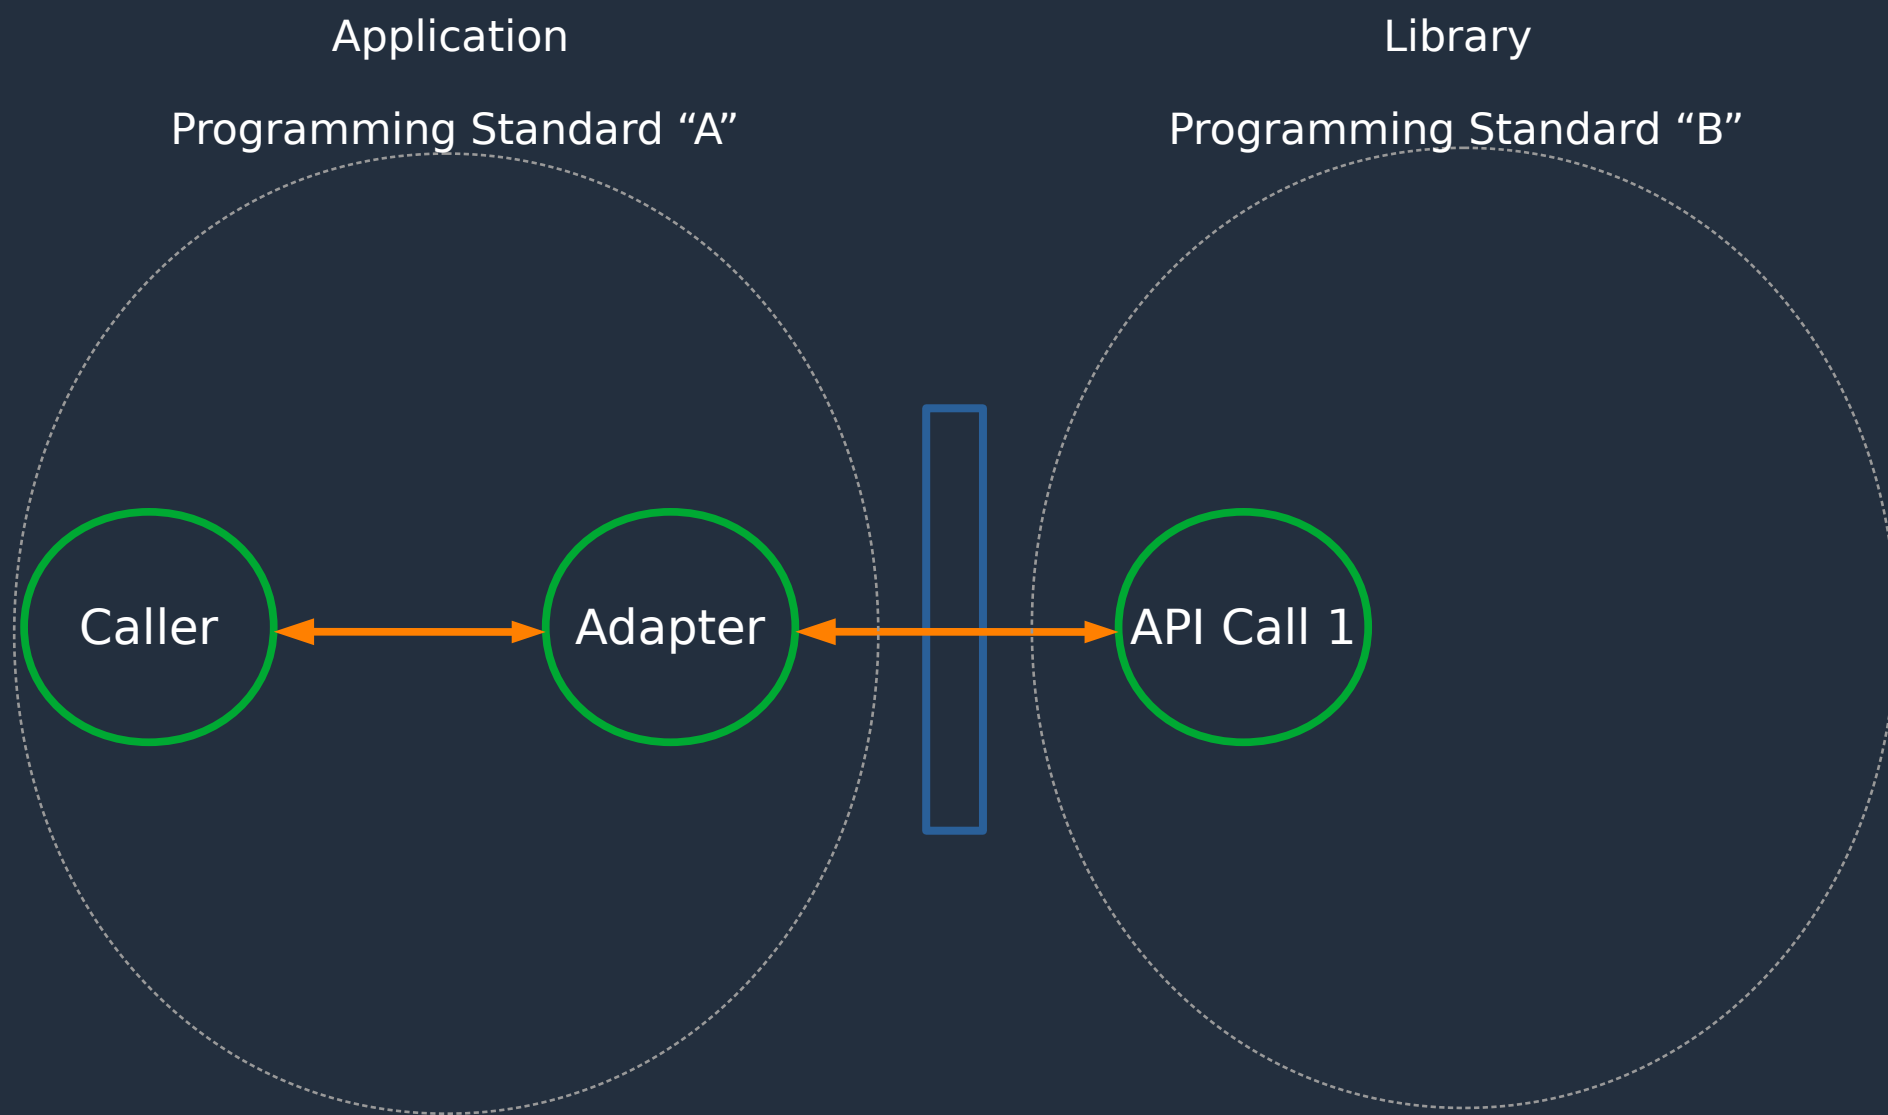 Application
Programming Standard “A”
Library
Programming Standard “B”
Caller
Adapter
API Call 1